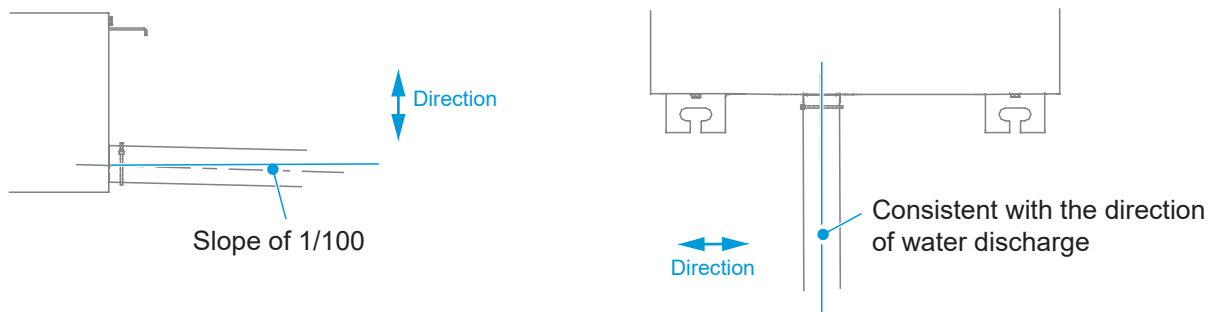 Direction
Slope of 1/100
Consistent with the direction
of water discharge
Direction